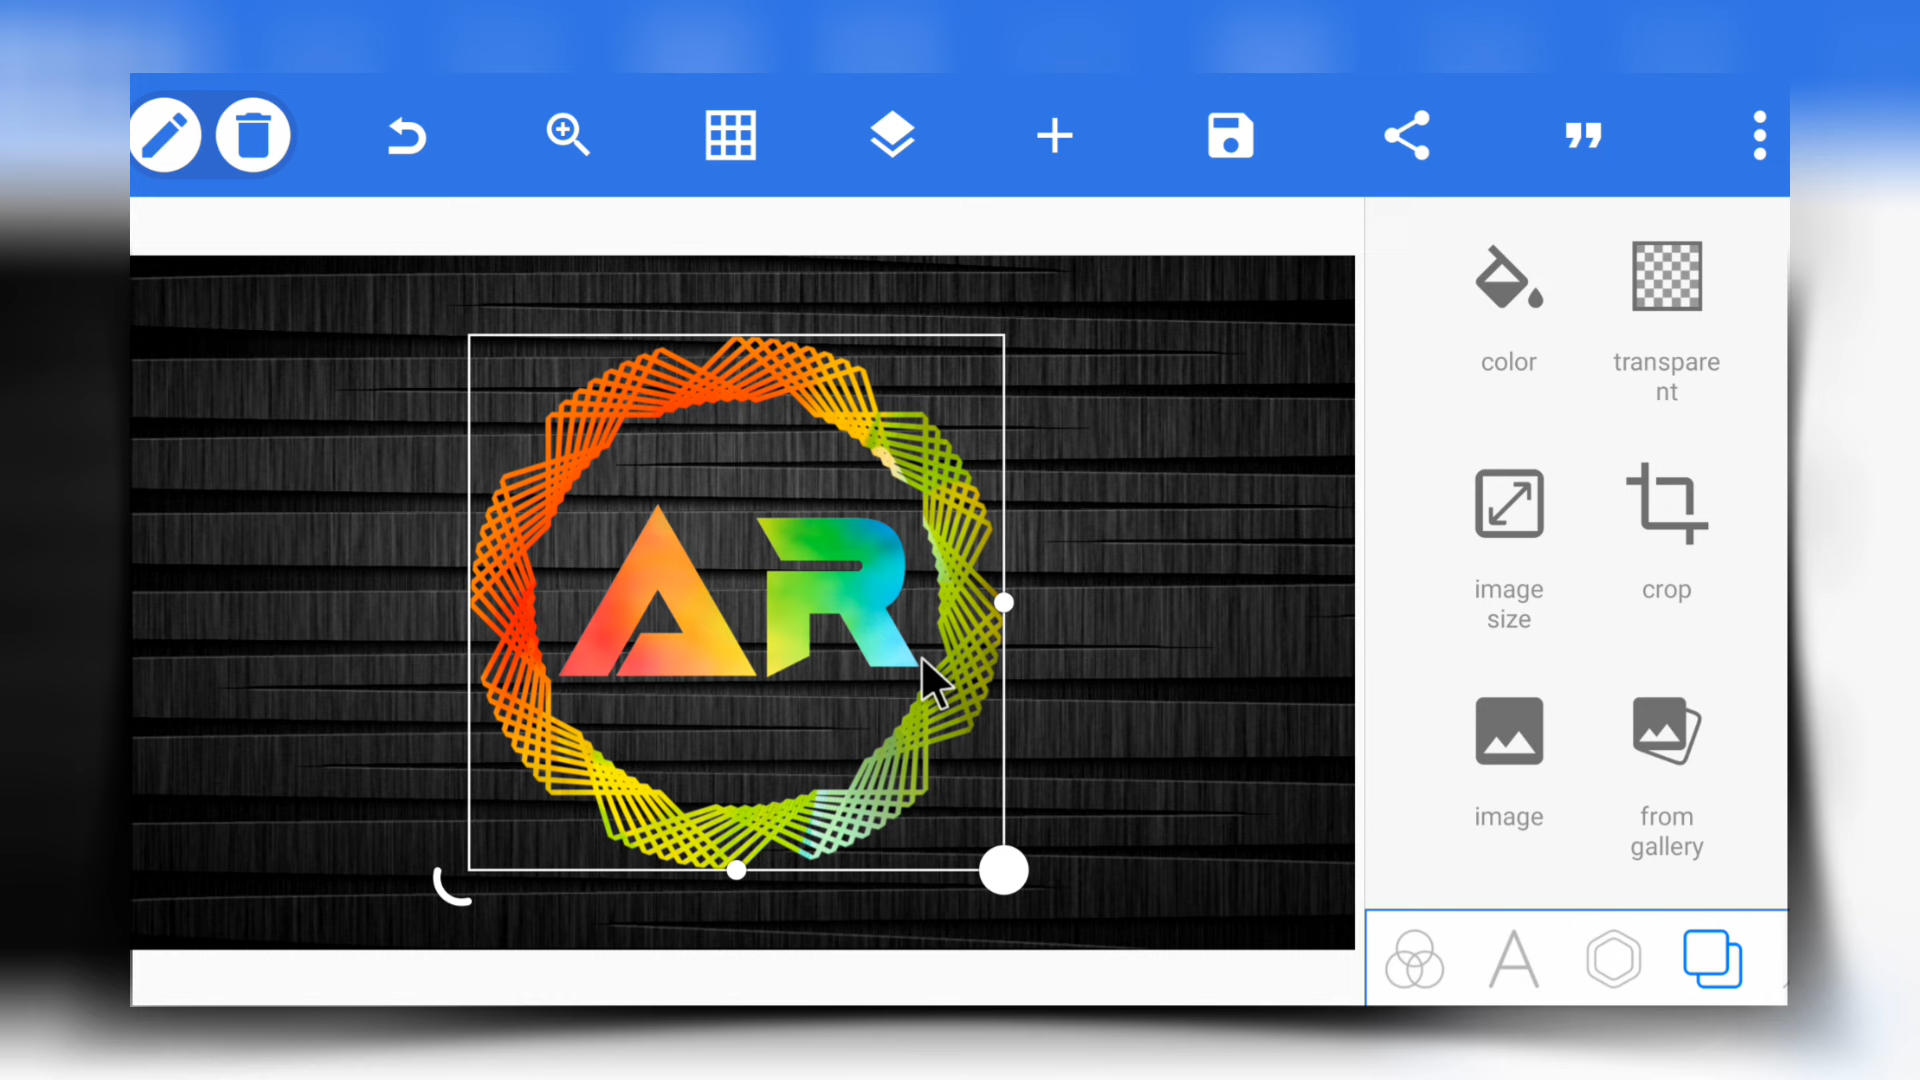 color
transpare
nt
image
size
crop
image
from
gallery
AR